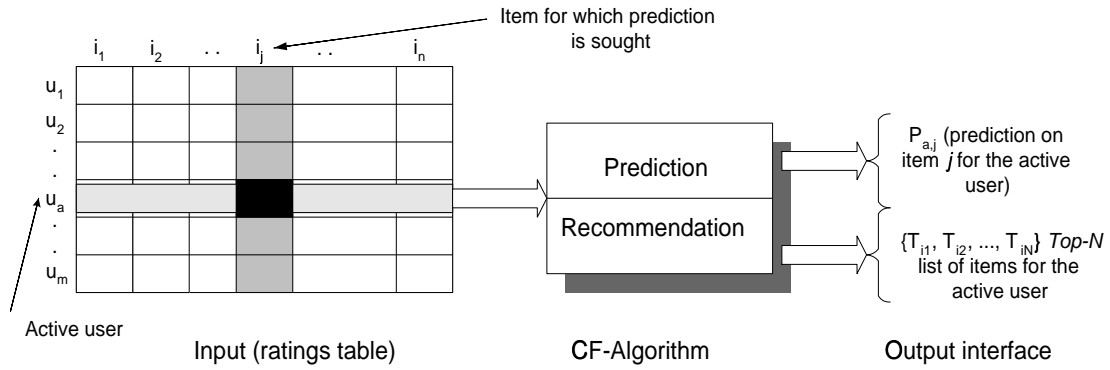 Item for which prediction
is sought
i1 i2 . . ij . . in
u1
u2
.
.
ua
.
.
um
Active user
Prediction
Recommendation
Pa,j (prediction on
item j for the active
user)
{Ti1, Ti2, ..., TiN} Top-N
list of items for the
active user
Input (ratings table)
CF-Algorithm
Output interface